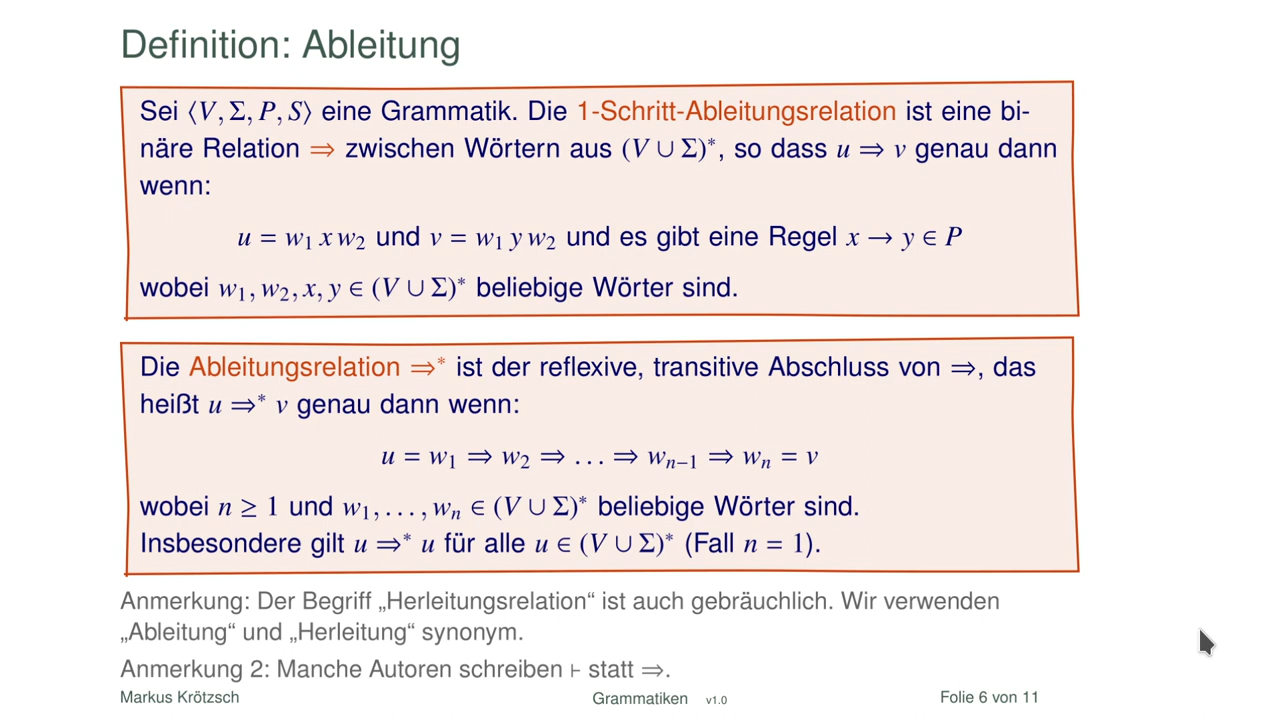 Definition: Ableitung
Sei ⟨V, Σ, P, S⟩ eine Grammatik. Die 1-Schritt-Ableitungsrelation ist eine bi-
näre Relation ⇒ zwischen Wörtern aus (V ∪ Σ)*, so dass u ⇒ v genau dann
wenn:
u = w₁ x w₂ und v = w₁ y w₂ und es gibt eine Regel x → y ∈ P
wobei w₁, w₂, x, y ∈ (V ∪ Σ)* beliebige Wörter sind.
Die Ableitungsrelation ⇒* ist der reflexive, transitive Abschluss von ⇒, das
heißt u ⇒* v genau dann wenn:
u = w₁ ⇒ w₂ ⇒ . . . ⇒ wₙ₋₁ ⇒ wₙ = v
wobei n ≥ 1 und w₁, . . . , wₙ ∈ (V ∪ Σ)* beliebige Wörter sind.
Insbesondere gilt u ⇒* u für alle u ∈ (V ∪ Σ)* (Fall n = 1).
Anmerkung: Der Begriff „Herleitungsrelation“ ist auch gebräuchlich. Wir verwenden
„Ableitung“ und „Herleitung“ synonym.
Anmerkung 2: Manche Autoren schreiben ⊢ statt ⇒.
Markus Krötzsch Grammatiken v1.0 Folie 6 von 11